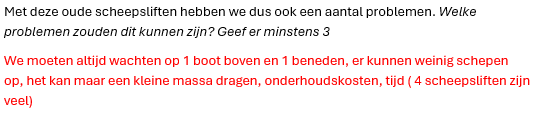 Met deze oude scheepsliften hebben we dus ook een aantal problemen. Welke
problemen zouden dit kunnen zijn? Geef er minstens 3
We moeten altijd wachten op 1 boot boven en 1 beneden, er kunnen weinig schepen
op, het kan maar een kleine massa dragen, onderhoudskosten, tijd ( 4 scheepsliften zijn
veel)